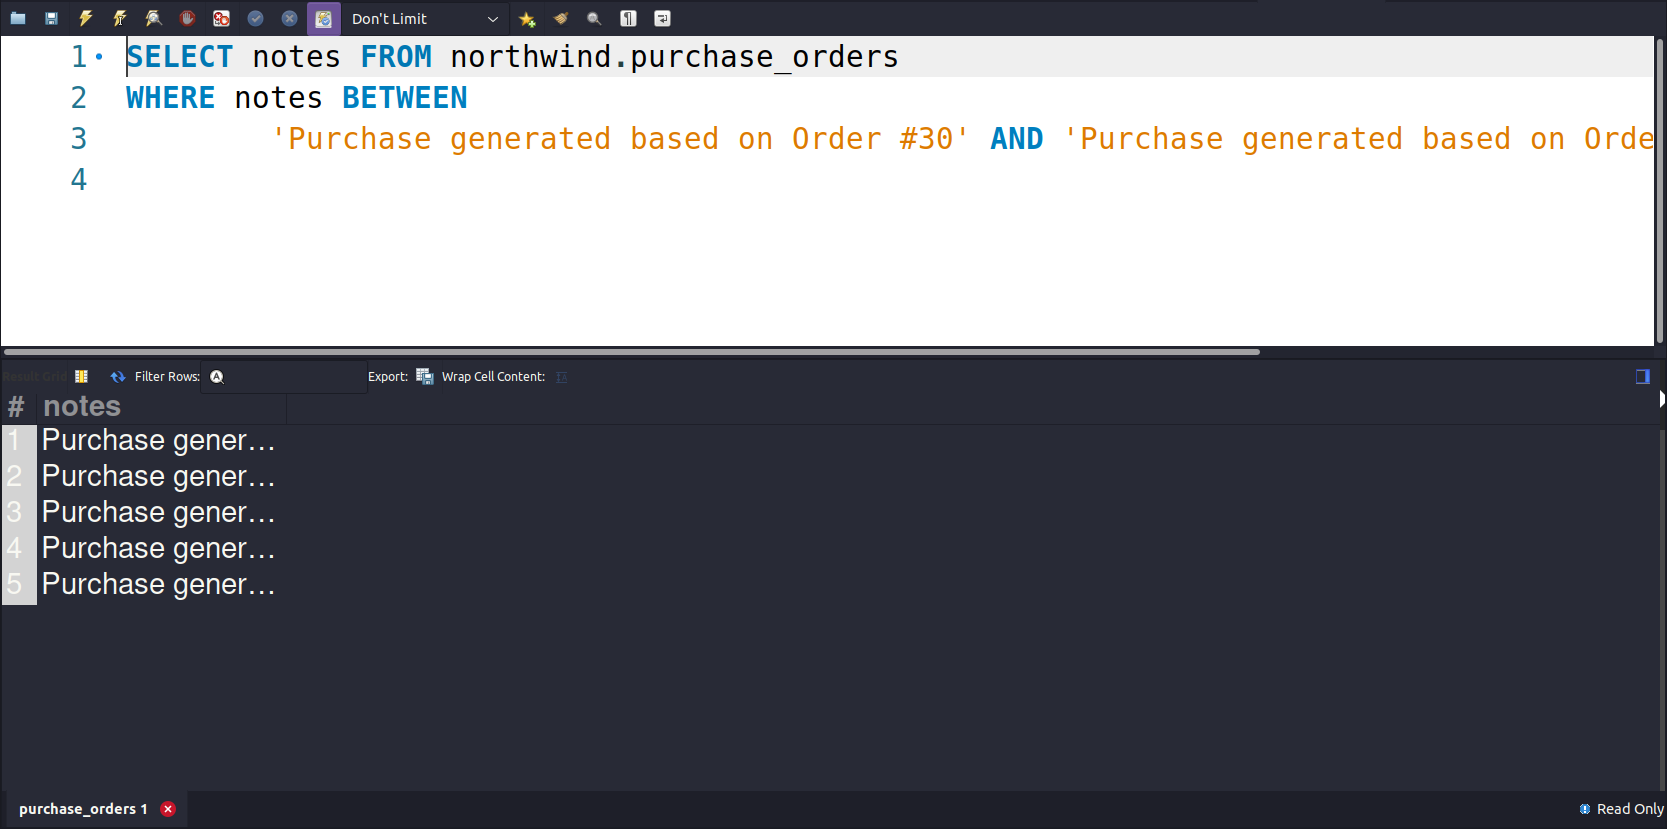 Don't Limit
1 SELECT notes FROM northwind.purchase_orders
2 WHERE notes BETWEEN
3 'Purchase generated based on Order #30' AND 'Purchase generated based on Orde
4
Result Grid Filter Rows: Export: Wrap Cell Content:
# notes
1 Purchase gener…
2 Purchase gener…
3 Purchase gener…
4 Purchase gener…
5 Purchase gener…
purchase_orders 1 Read Only